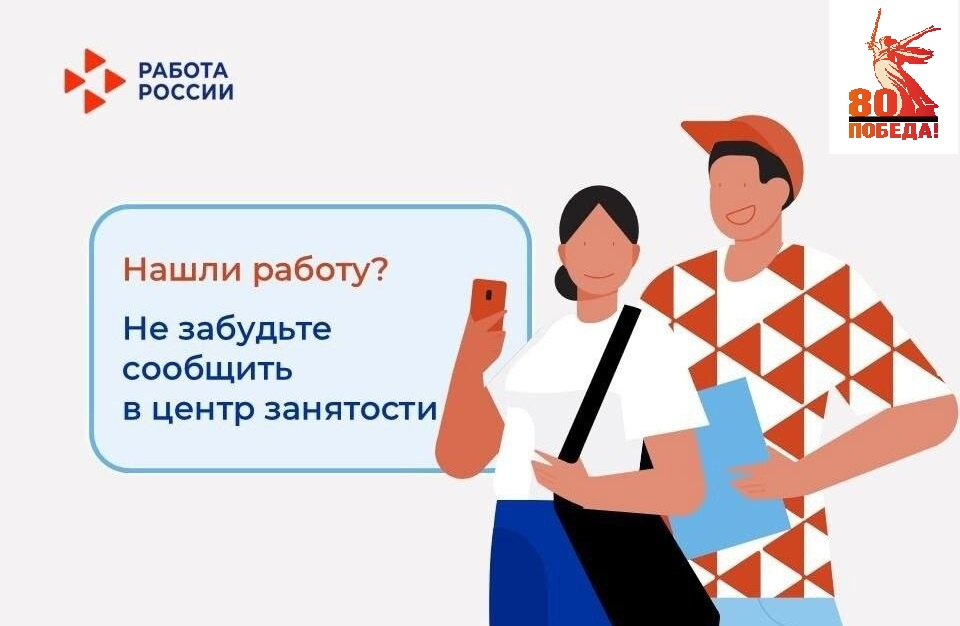 РАБОТА
РОССИИ
80
ПОБЕДА!
Нашли работу?
Не забудьте
сообщить
в центр занятости